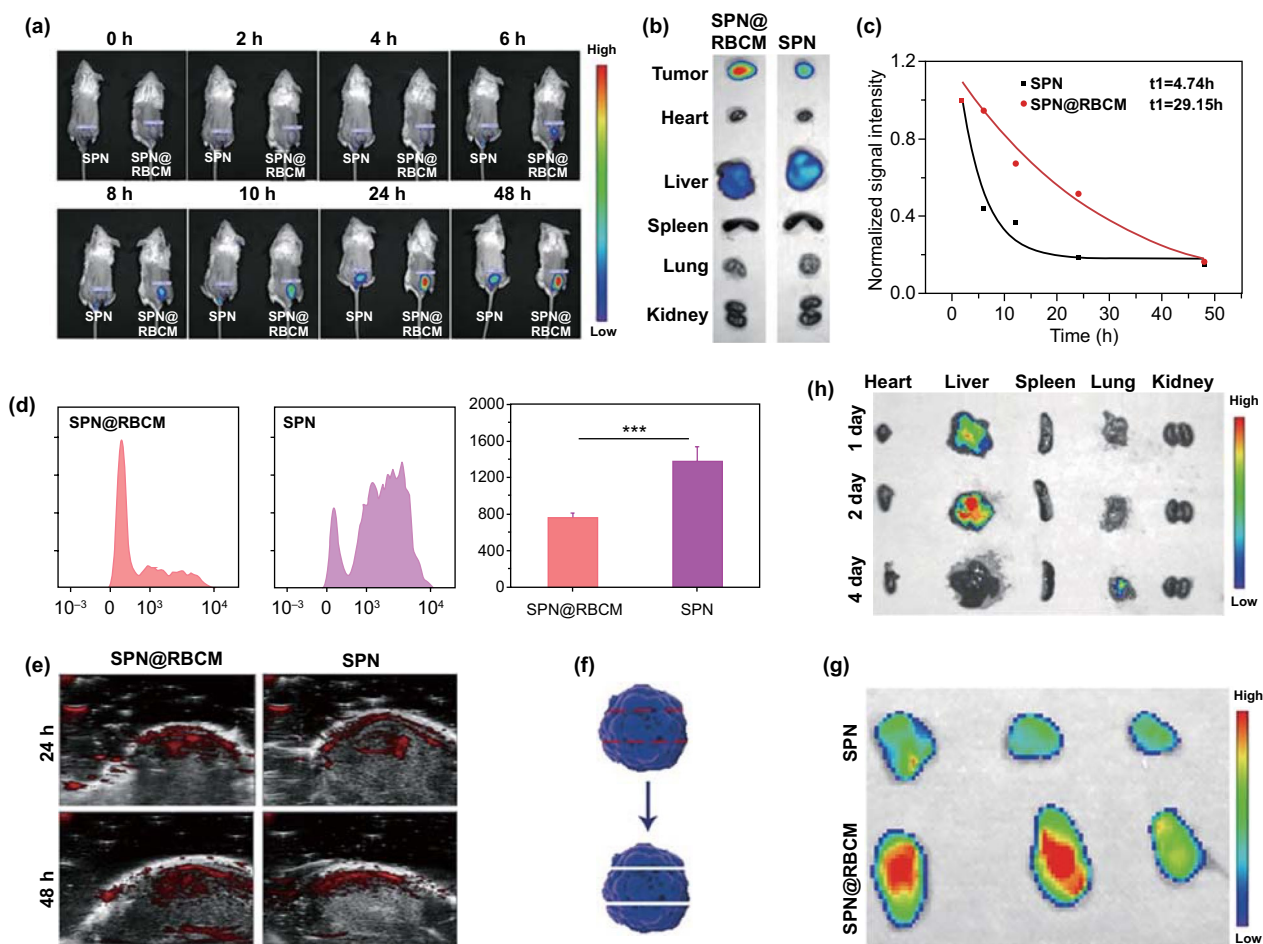 (a)
0 h
2 h
4 h
6 h
SPN
SPN@
RBCM
SPN
SPN@
RBCM
SPN
SPN@
RBCM
SPN
SPN@
RBCM
8 h
10 h
24 h
48 h
SPN
SPN@
RBCM
SPN
SPN@
RBCM
SPN
SPN@
RBCM
SPN
SPN@
RBCM
High
Low
(b)
SPN@
RBCM
SPN
Tumor
Heart
Liver
Spleen
Lung
Kidney
(c)
Normalized signal intensity
1.2
0.8
0.4
0.0
SPN t1=4.74h
SPN@RBCM t1=29.15h
0 10 20 30 40 50
Time (h)
(d)
SPN@RBCM
10−3 0 10³ 10⁴
SPN
10−3 0 10³ 10⁴
2000
1600
1200
800
400
0
***
SPN@RBCM SPN
(h)
Heart Liver Spleen Lung Kidney
1 day
2 day
4 day
High
Low
(e)
SPN@RBCM SPN
24 h
48 h
(f)
(g)
SPN
SPN@RBCM
High
Low